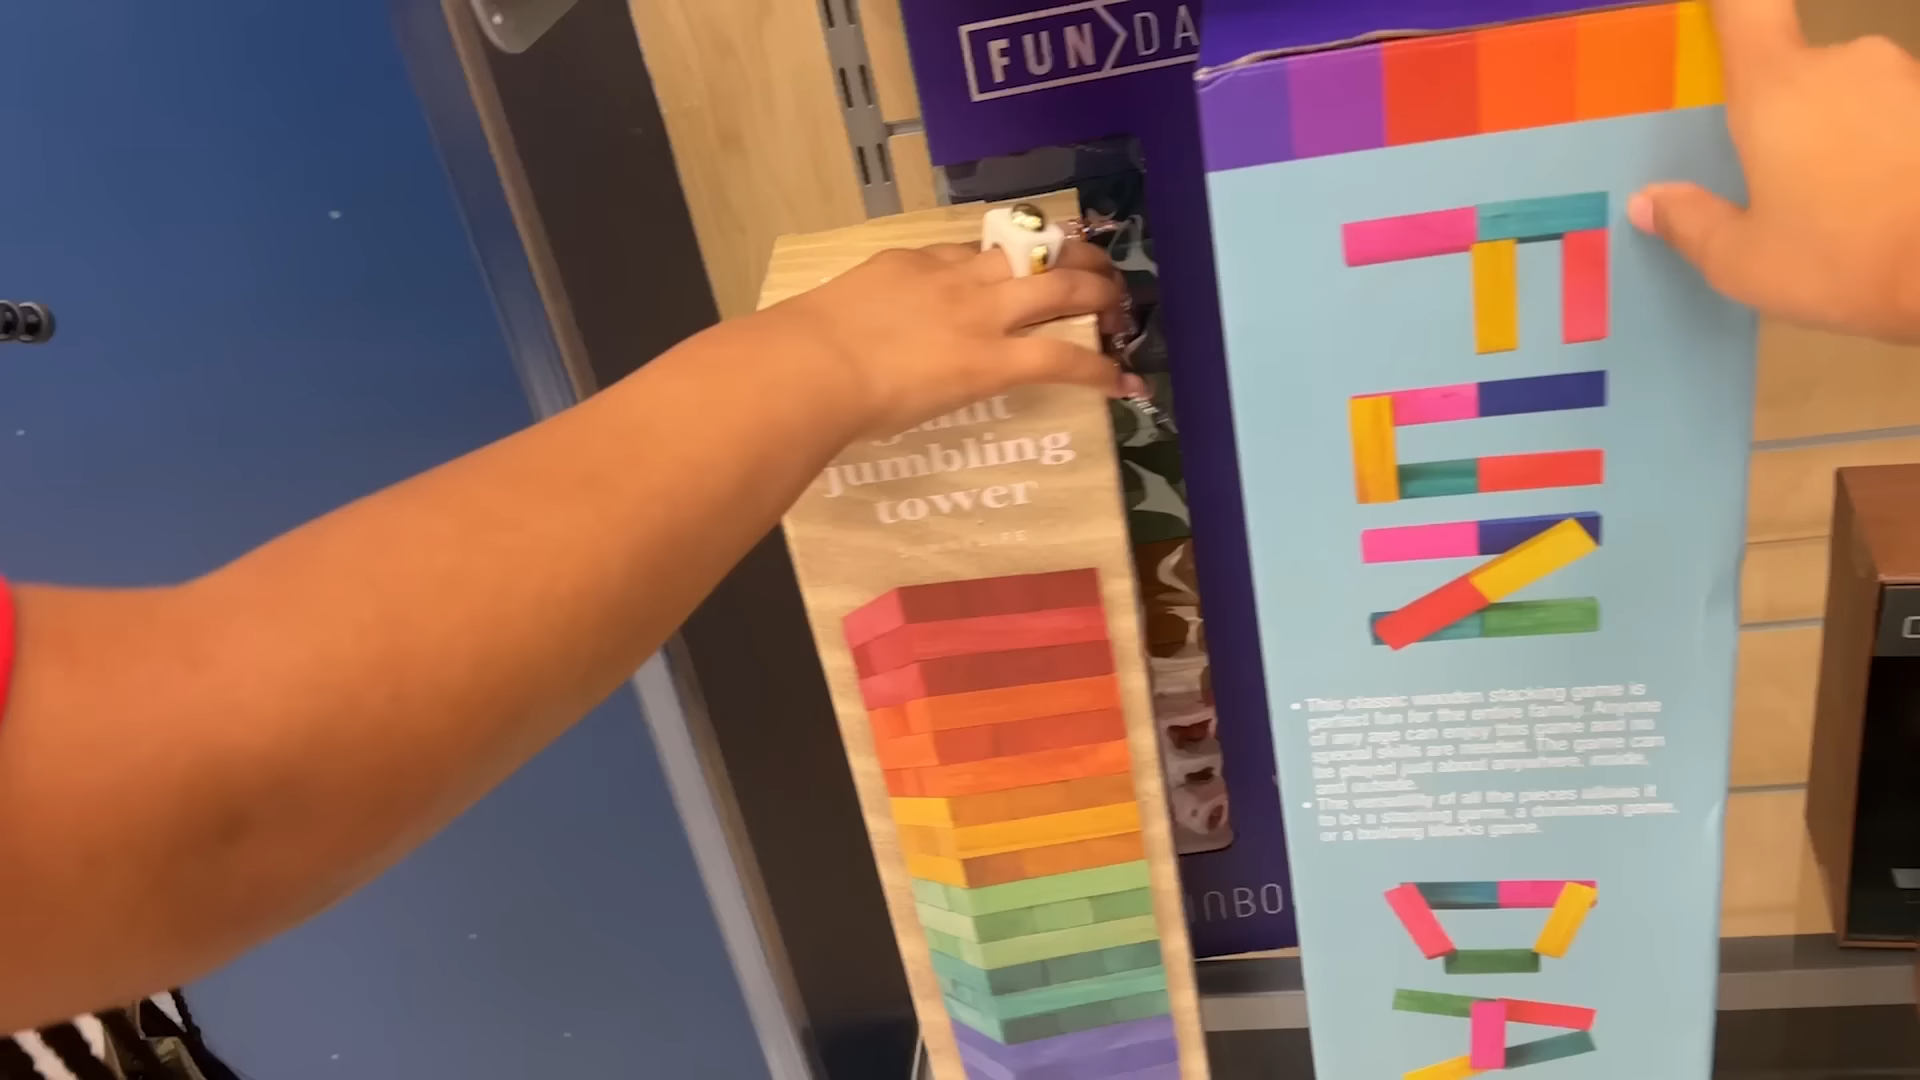 FUN DA
jumbling
tower
FUN
• This classic wooden stacking game is
perfect fun for the entire family. Anyone
of any age can enjoy this game and no
special skills are needed. The game can
be played just about anywhere, inside,
and outside.
• The versatility of all the pieces allows it
to be a stacking game, a dominoes game,
or a building blocks game.
DA